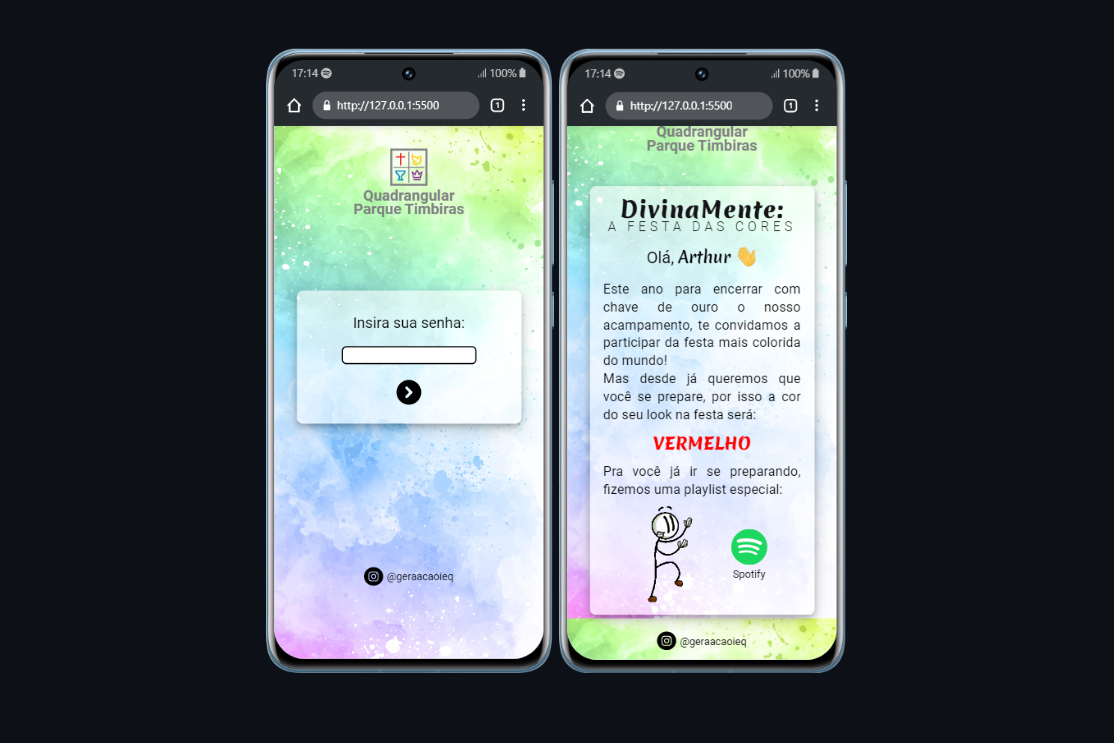 17:14
100%
http://127.0.0.1:5500
1
Quadrangular
Parque Timbiras
Insira sua senha:
@geraacaoieq
17:14
100%
http://127.0.0.1:5500
1
Quadrangular
Parque Timbiras
DivinaMente:
A FESTA DAS CORES
Olá, Arthur 👋
Este ano para encerrar com
chave de ouro o nosso
acampamento, te convidamos a
participar da festa mais colorida
do mundo!
Mas desde já queremos que
você se prepare, por isso a cor
do seu look na festa será:
VERMELHO
Pra você já ir se preparando,
fizemos uma playlist especial:
Spotify
@geraacaoieq